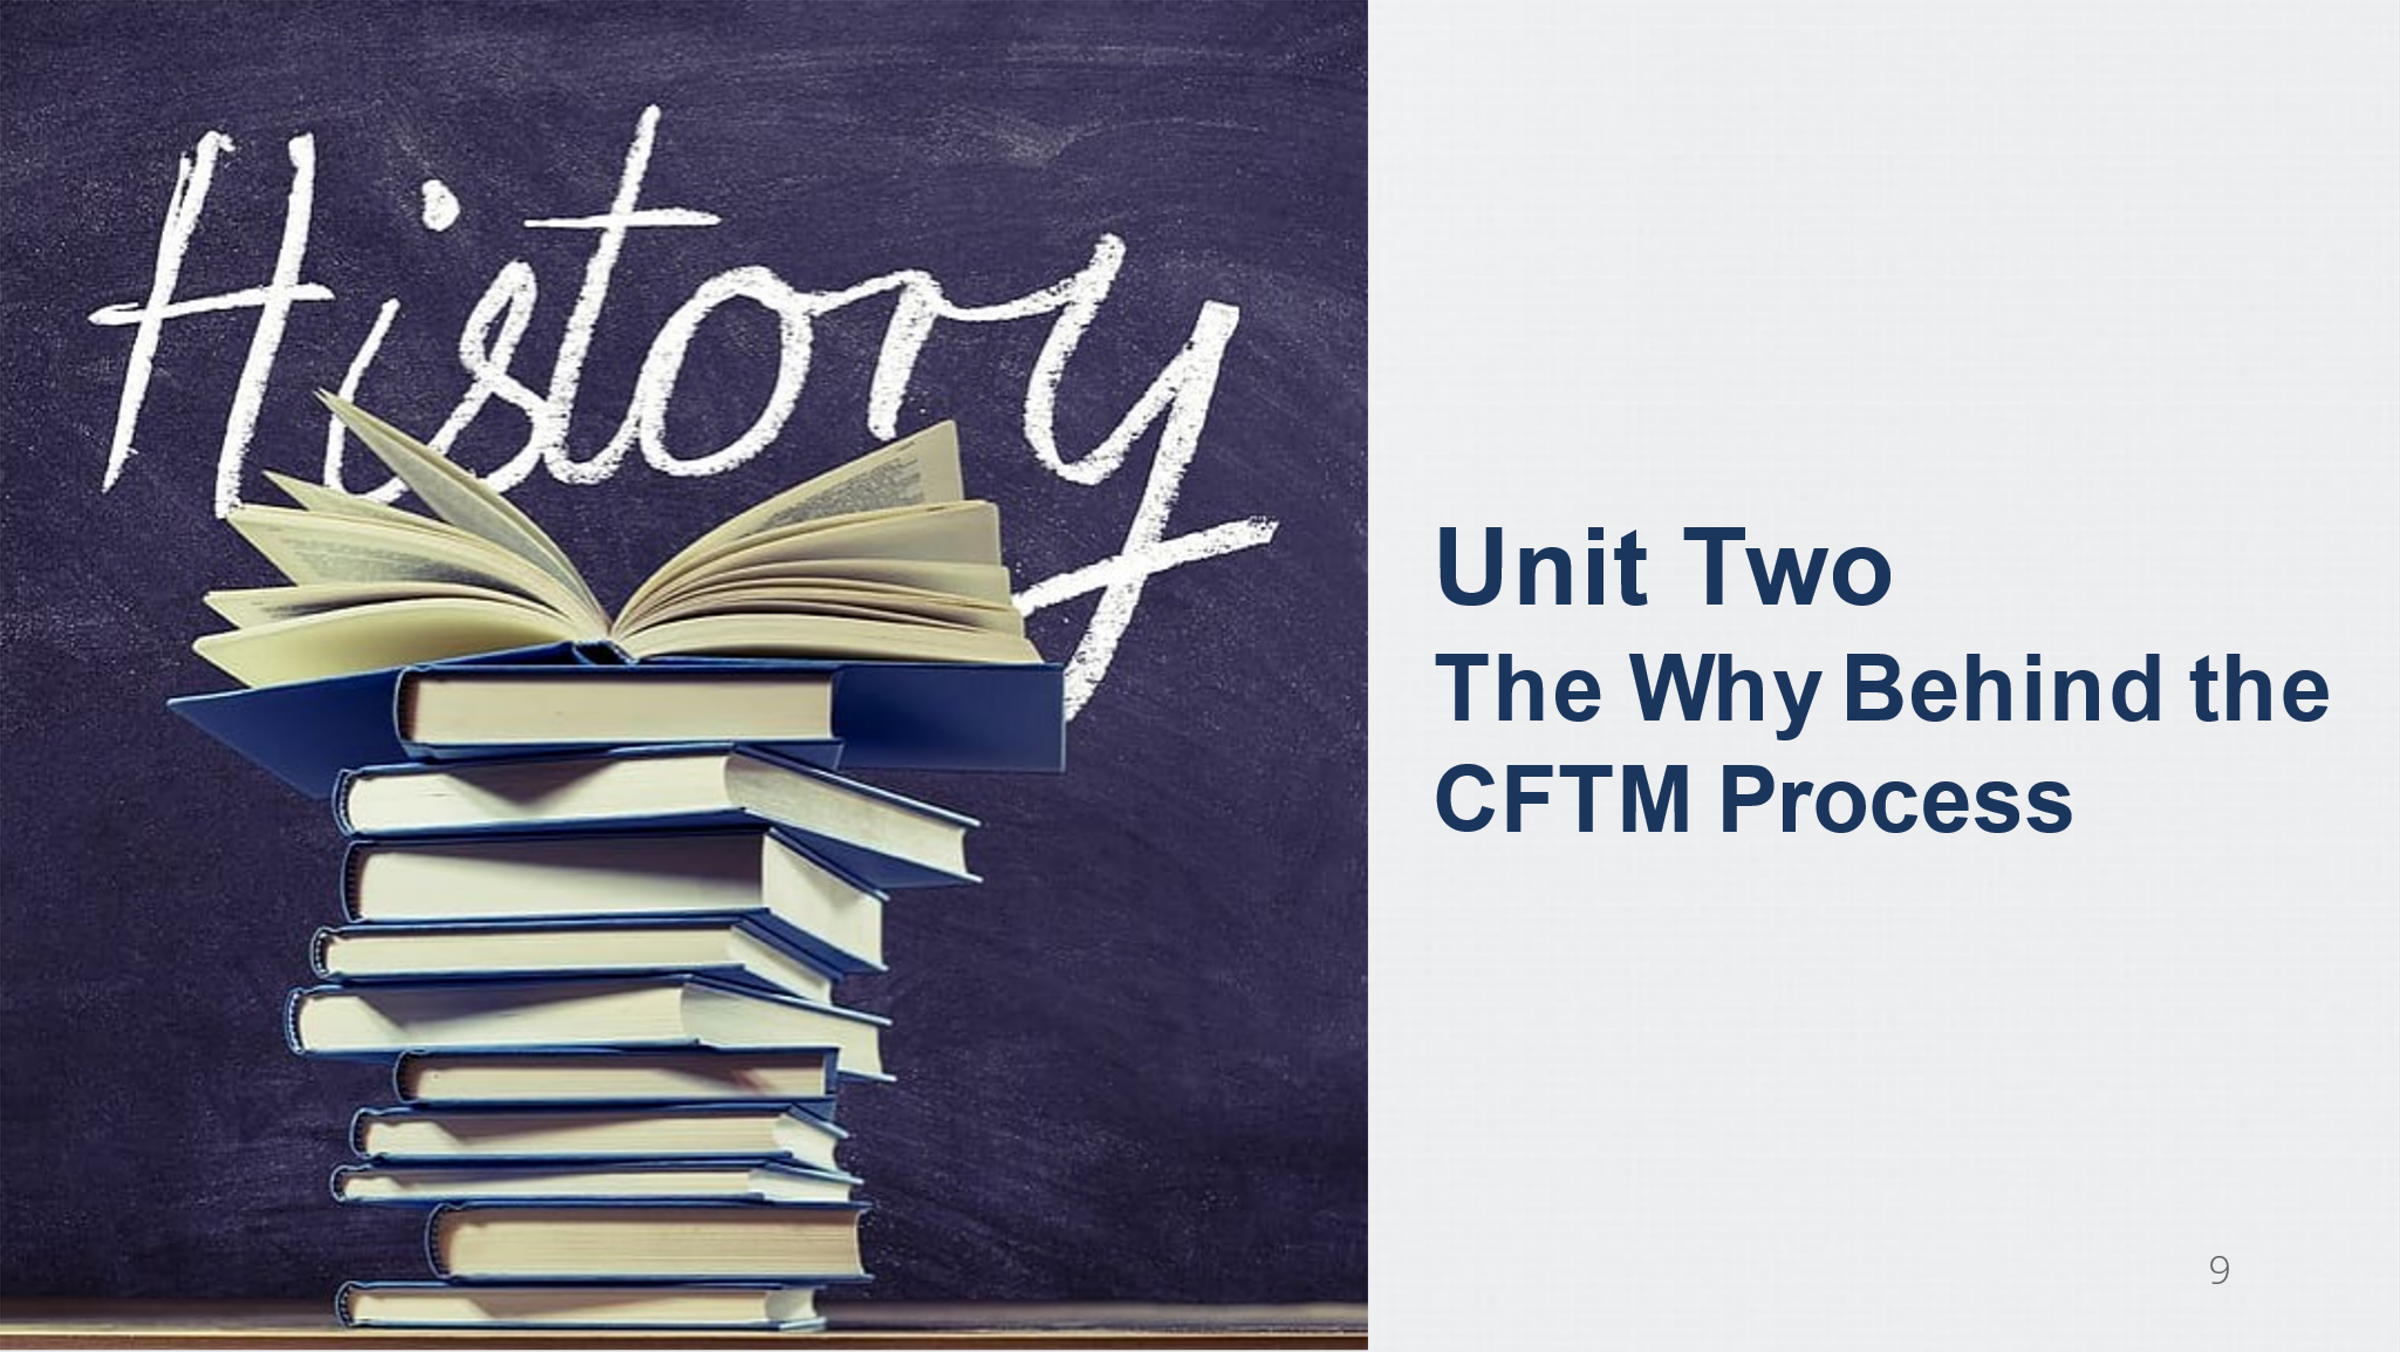 History
Unit Two
The Why Behind the
CFTM Process
9